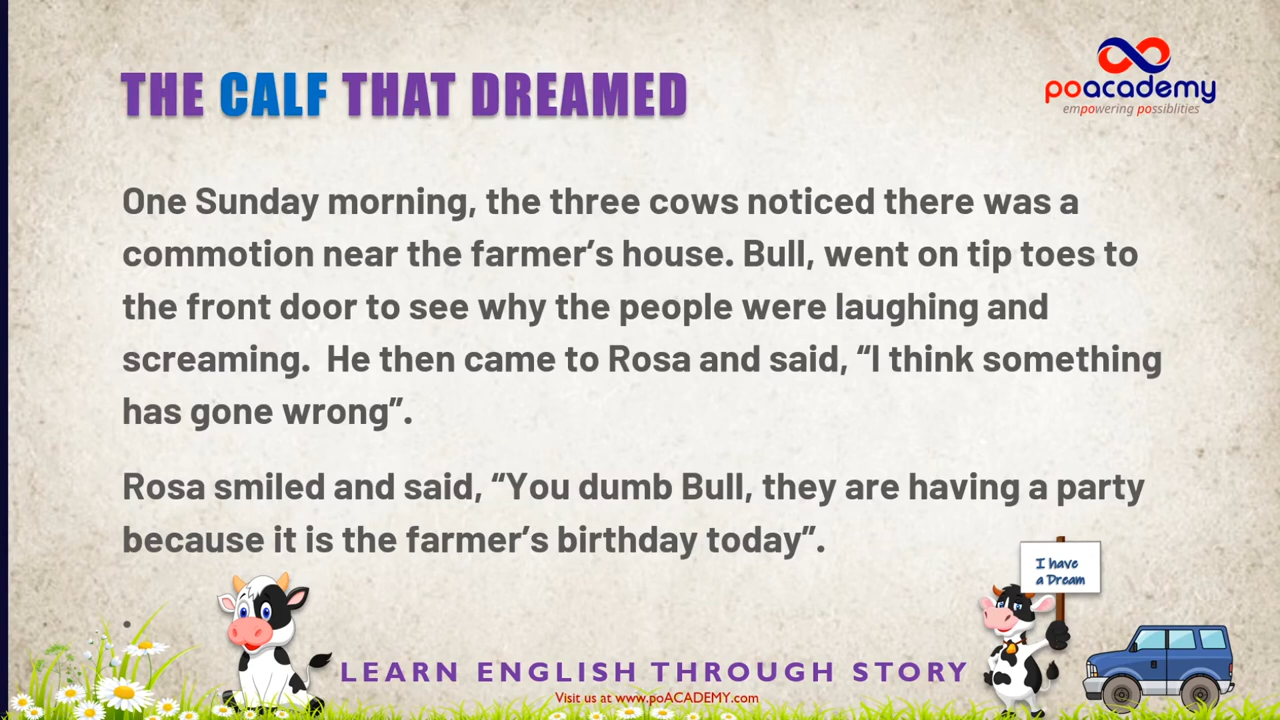 THE CALF THAT DREAMED
poacademy
empowering possiblities
One Sunday morning, the three cows noticed there was a
commotion near the farmer’s house. Bull, went on tip toes to
the front door to see why the people were laughing and
screaming.  He then came to Rosa and said, “I think something
has gone wrong”.
Rosa smiled and said, “You dumb Bull, they are having a party
because it is the farmer’s birthday today”.
.
I have
a Dream
LEARN ENGLISH THROUGH STORY
Visit us at www.poACADEMY.com